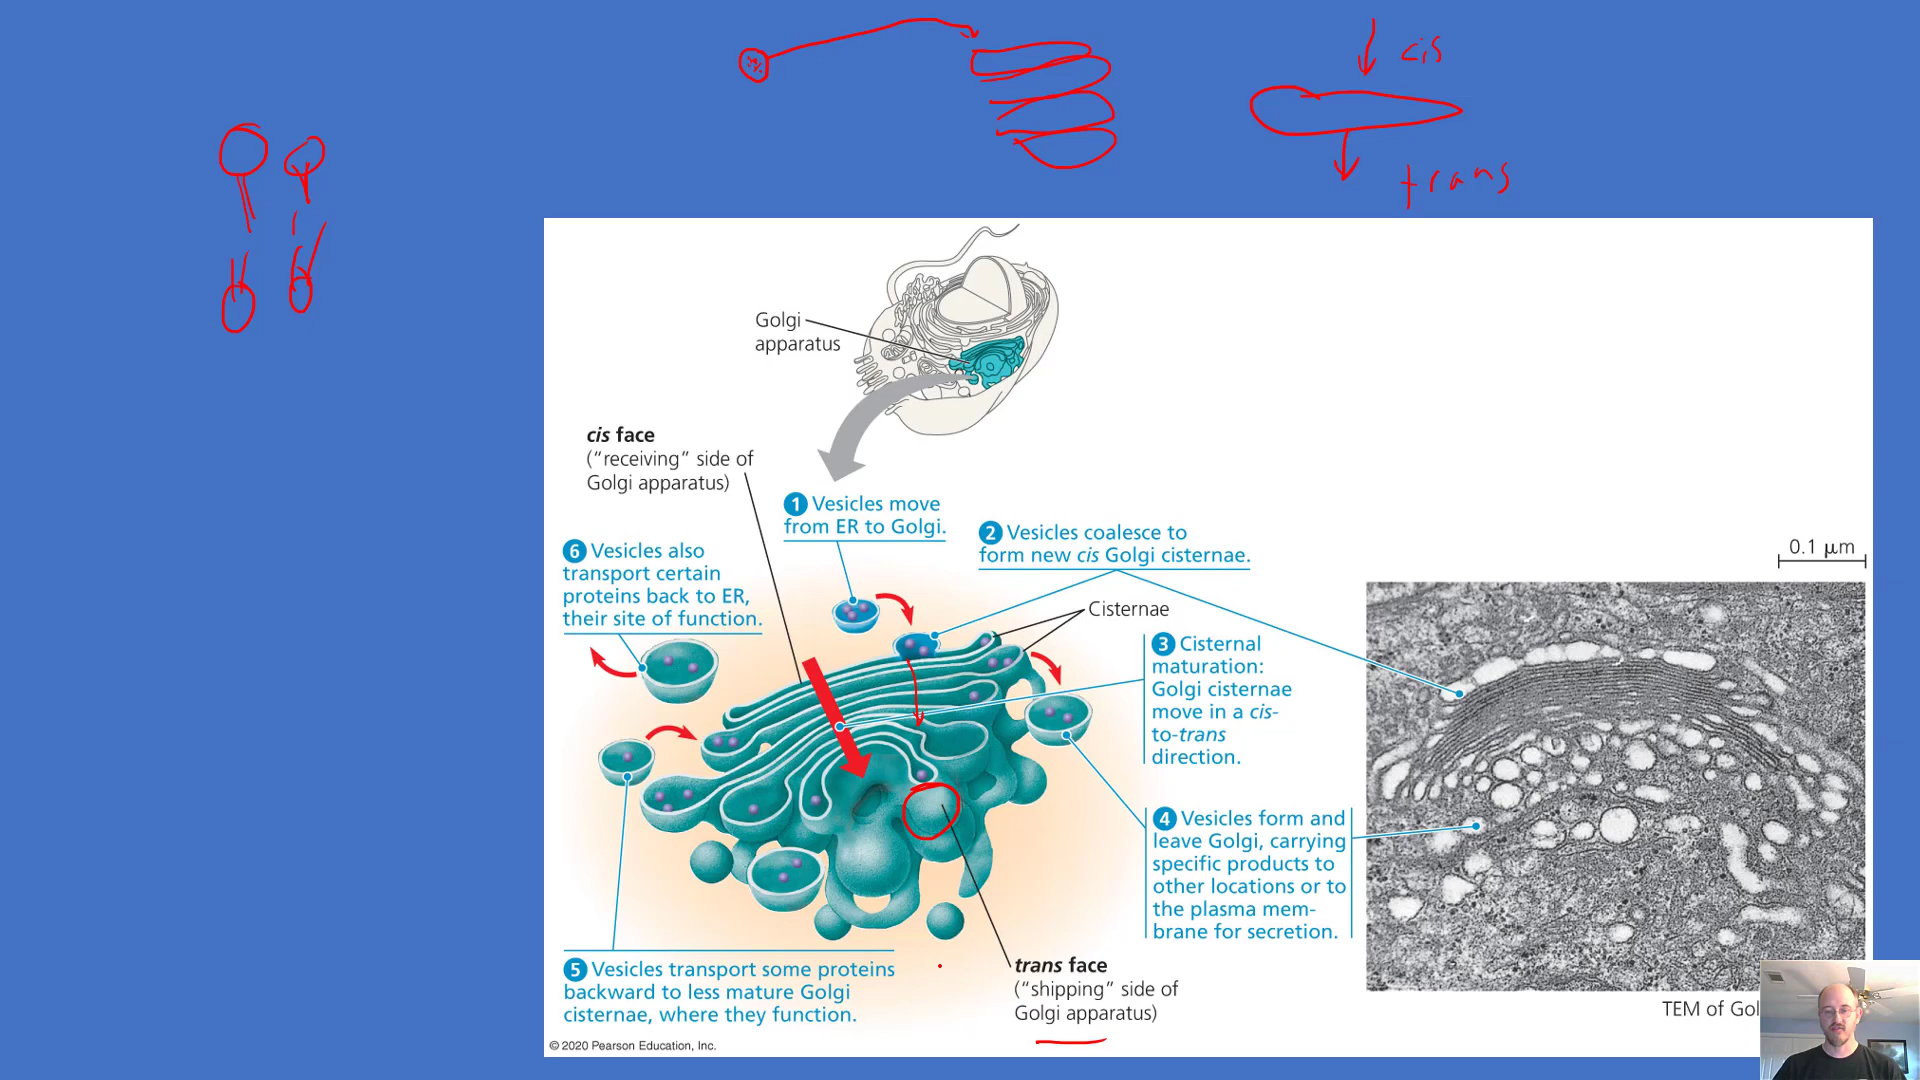 cis
trans
Golgi
apparatus
cis face
("receiving" side of
Golgi apparatus)
1 Vesicles move
from ER to Golgi.
2 Vesicles coalesce to
form new cis Golgi cisternae.
0.1 μm
6 Vesicles also
transport certain
proteins back to ER,
their site of function.
Cisternae
3 Cisternal
maturation:
Golgi cisternae
move in a cis-
to-trans
direction.
4 Vesicles form and
leave Golgi, carrying
specific products to
other locations or to
the plasma mem-
brane for secretion.
trans face
("shipping" side of
Golgi apparatus)
5 Vesicles transport some proteins
backward to less mature Golgi
cisternae, where they function.
TEM of Gol
© 2020 Pearson Education, Inc.